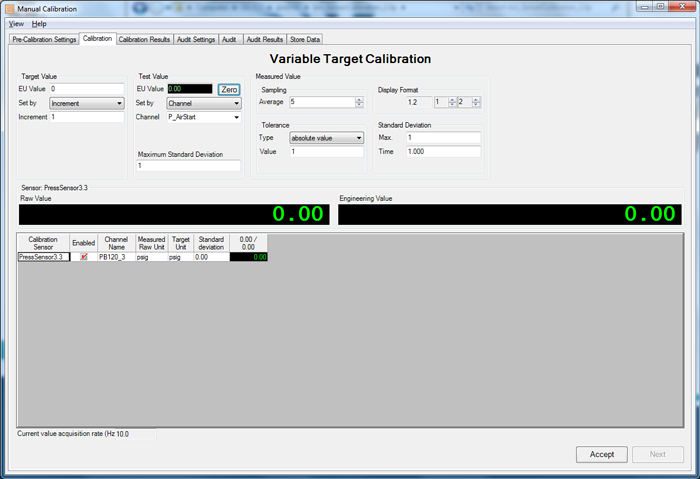 Manual Calibration
View Help
Pre-Calibration Settings Calibration Calibration Results Audit Settings Audit Audit Results Store Data
Variable Target Calibration
Target Value Test Value Measured Value
EU Value 0 EU Value 0.00 Zero Sampling Display Format
Set by Increment Set by Channel Average 5 1.2 1 2
Increment 1 Channel P_AirStart Tolerance Standard Deviation
Type absolute value Max. 1
Maximum Standard Deviation Value 1 Time 1.000
1
Sensor: PressSensor3.3
Raw Value Engineering Value
0.00 0.00
Calibration Sensor Enabled Channel Name Measured Raw Unit Target Unit Standard deviation 0.00 / 0.00
PressSensor3.3 PB120_3 psig psig 0.00 0.00
Current value acquisition rate (Hz 10.0
Accept Next